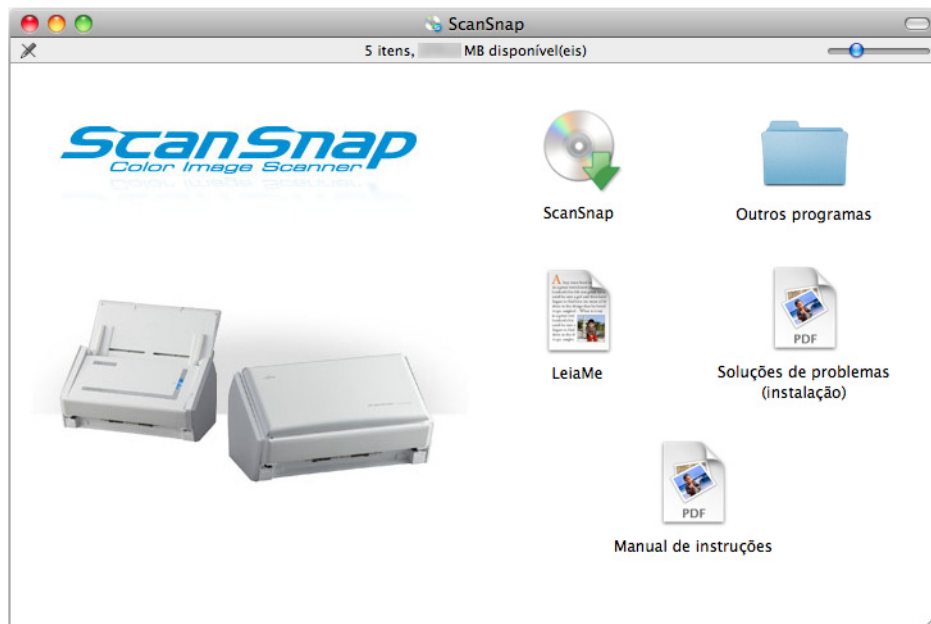 ScanSnap
5 itens, MB disponível(eis)
ScanSnap
Color Image Scanner
ScanSnap
Outros programas
LeiaMe
PDF
Soluções de problemas
(instalação)
PDF
Manual de instruções